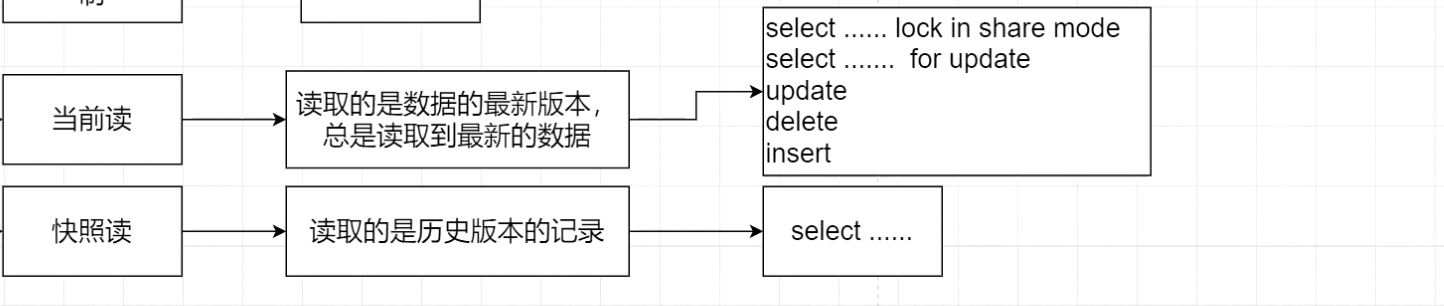 制
当前读
读取的是数据的最新版本，
总是读取到最新的数据
select ...... lock in share mode
select .......  for update
update
delete
insert
快照读
读取的是历史版本的记录
select ......